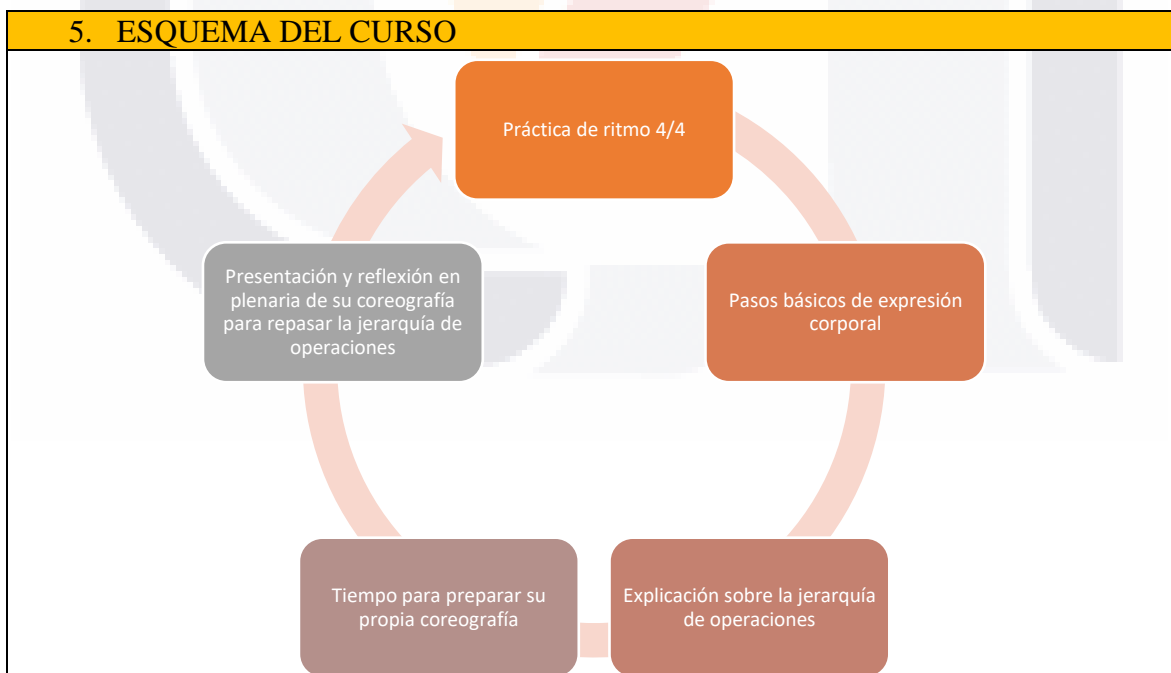 5. ESQUEMA DEL CURSO
Práctica de ritmo 4/4
Pasos básicos de expresión
corporal
Explicación sobre la jerarquía
de operaciones
Tiempo para preparar su
propia coreografía
Presentación y reflexión en
plenaria de su coreografía
para repasar la jerarquía de
operaciones